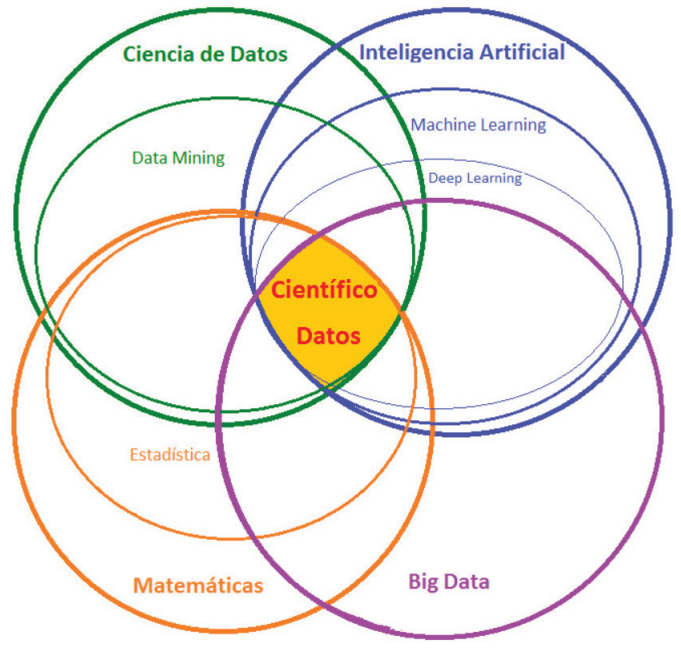 Ciencia de Datos
Inteligencia Artificial
Machine Learning
Data Mining
Deep Learning
Científico
Datos
Estadística
Matemáticas
Big Data